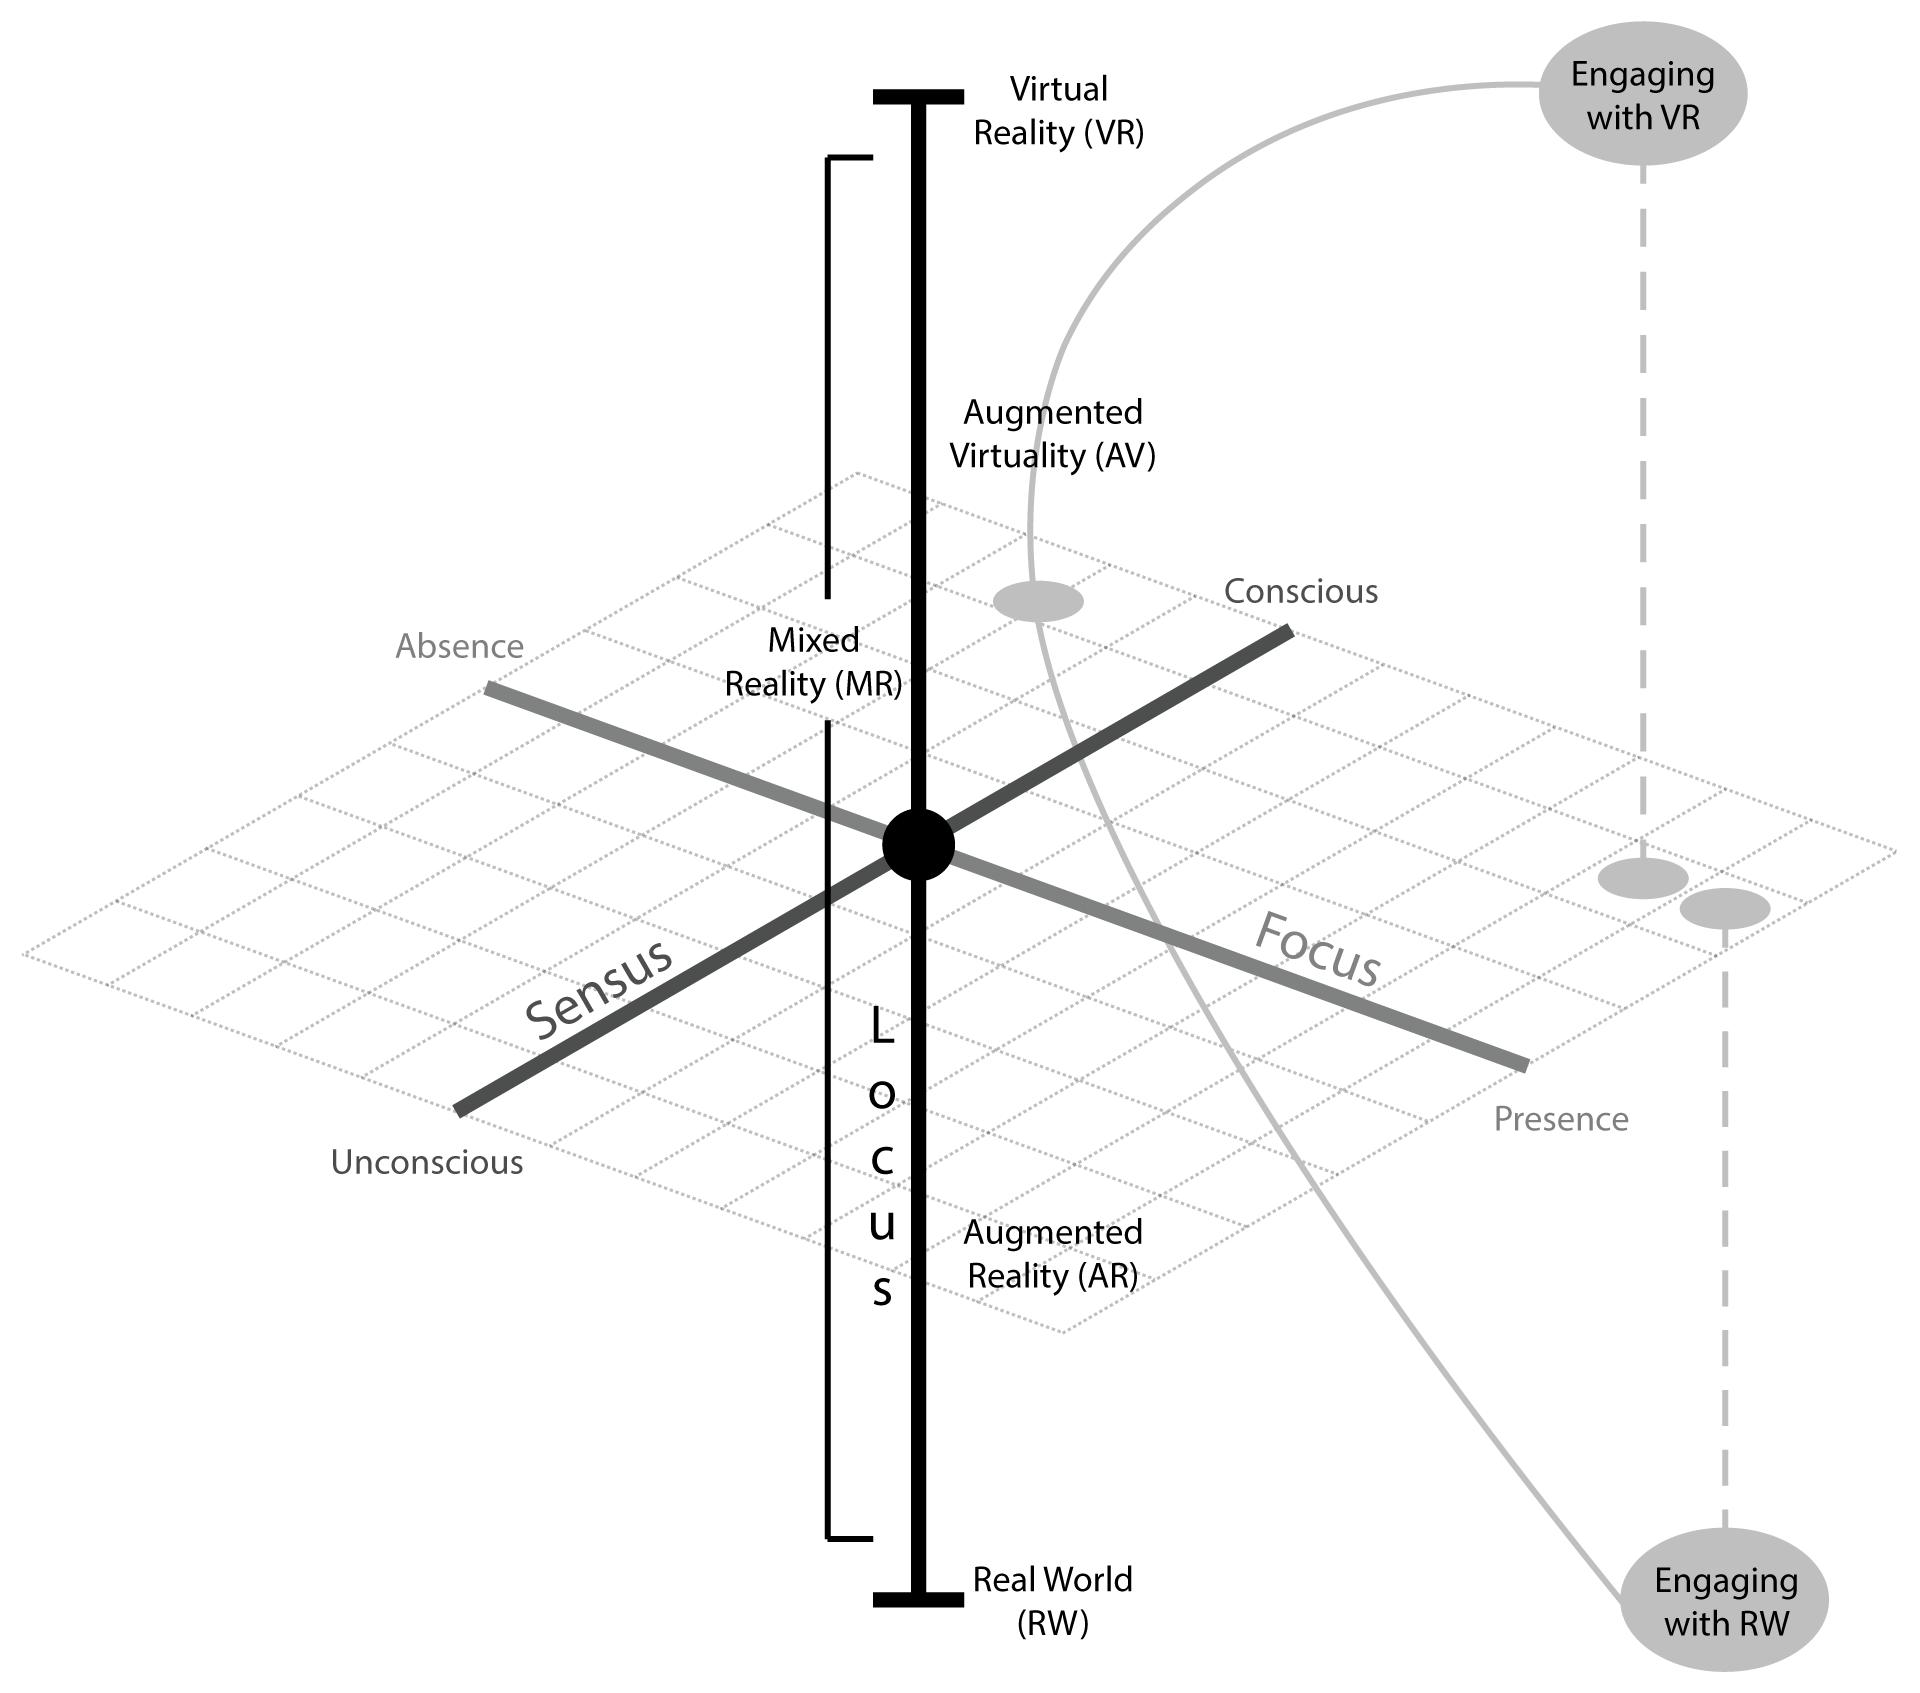 Engaging
with VR
Virtual
Reality (VR)
Augmented
Virtuality (AV)
Conscious
Absence
Mixed
Reality (MR)
Focus
Sensus
Locus
Presence
Unconscious
Augmented
Reality (AR)
Real World
(RW)
Engaging
with RW